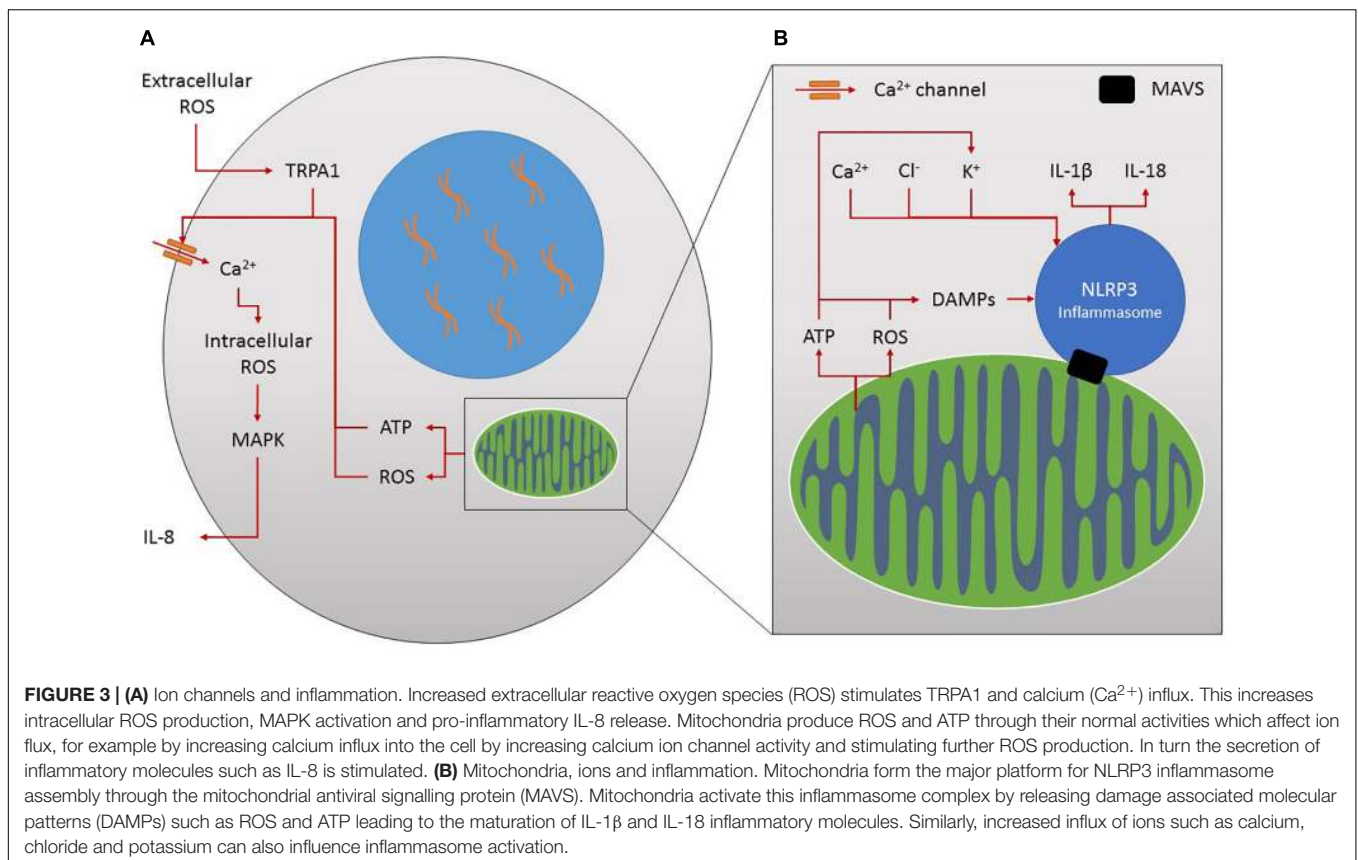 A
Extracellular
ROS
TRPA1
Ca²⁺
Intracellular
ROS
MAPK
IL-8
ATP
ROS
B
Ca²⁺ channel
MAVS
Ca²⁺ Cl⁻ K⁺ IL-1β IL-18
NLRP3
Inflammasome
DAMPs
ATP ROS
FIGURE 3 | (A) Ion channels and inflammation. Increased extracellular reactive oxygen species (ROS) stimulates TRPA1 and calcium (Ca²⁺) influx. This increases
intracellular ROS production, MAPK activation and pro-inflammatory IL-8 release. Mitochondria produce ROS and ATP through their normal activities which affect ion
flux, for example by increasing calcium influx into the cell by increasing calcium ion channel activity and stimulating further ROS production. In turn the secretion of
inflammatory molecules such as IL-8 is stimulated. (B) Mitochondria, ions and inflammation. Mitochondria form the major platform for NLRP3 inflammasome
assembly through the mitochondrial antiviral signalling protein (MAVS). Mitochondria activate this inflammasome complex by releasing damage associated molecular
patterns (DAMPs) such as ROS and ATP leading to the maturation of IL-1β and IL-18 inflammatory molecules. Similarly, increased influx of ions such as calcium,
chloride and potassium can also influence inflammasome activation.